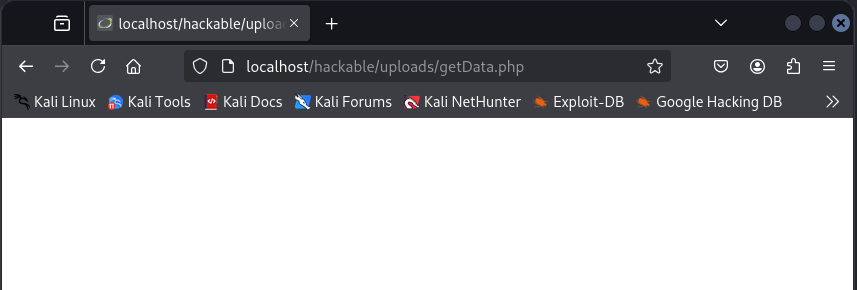 localhost/hackable/uploa
localhost/hackable/uploads/getData.php
Kali Linux Kali Tools Kali Docs Kali Forums Kali NetHunter Exploit-DB Google Hacking DB